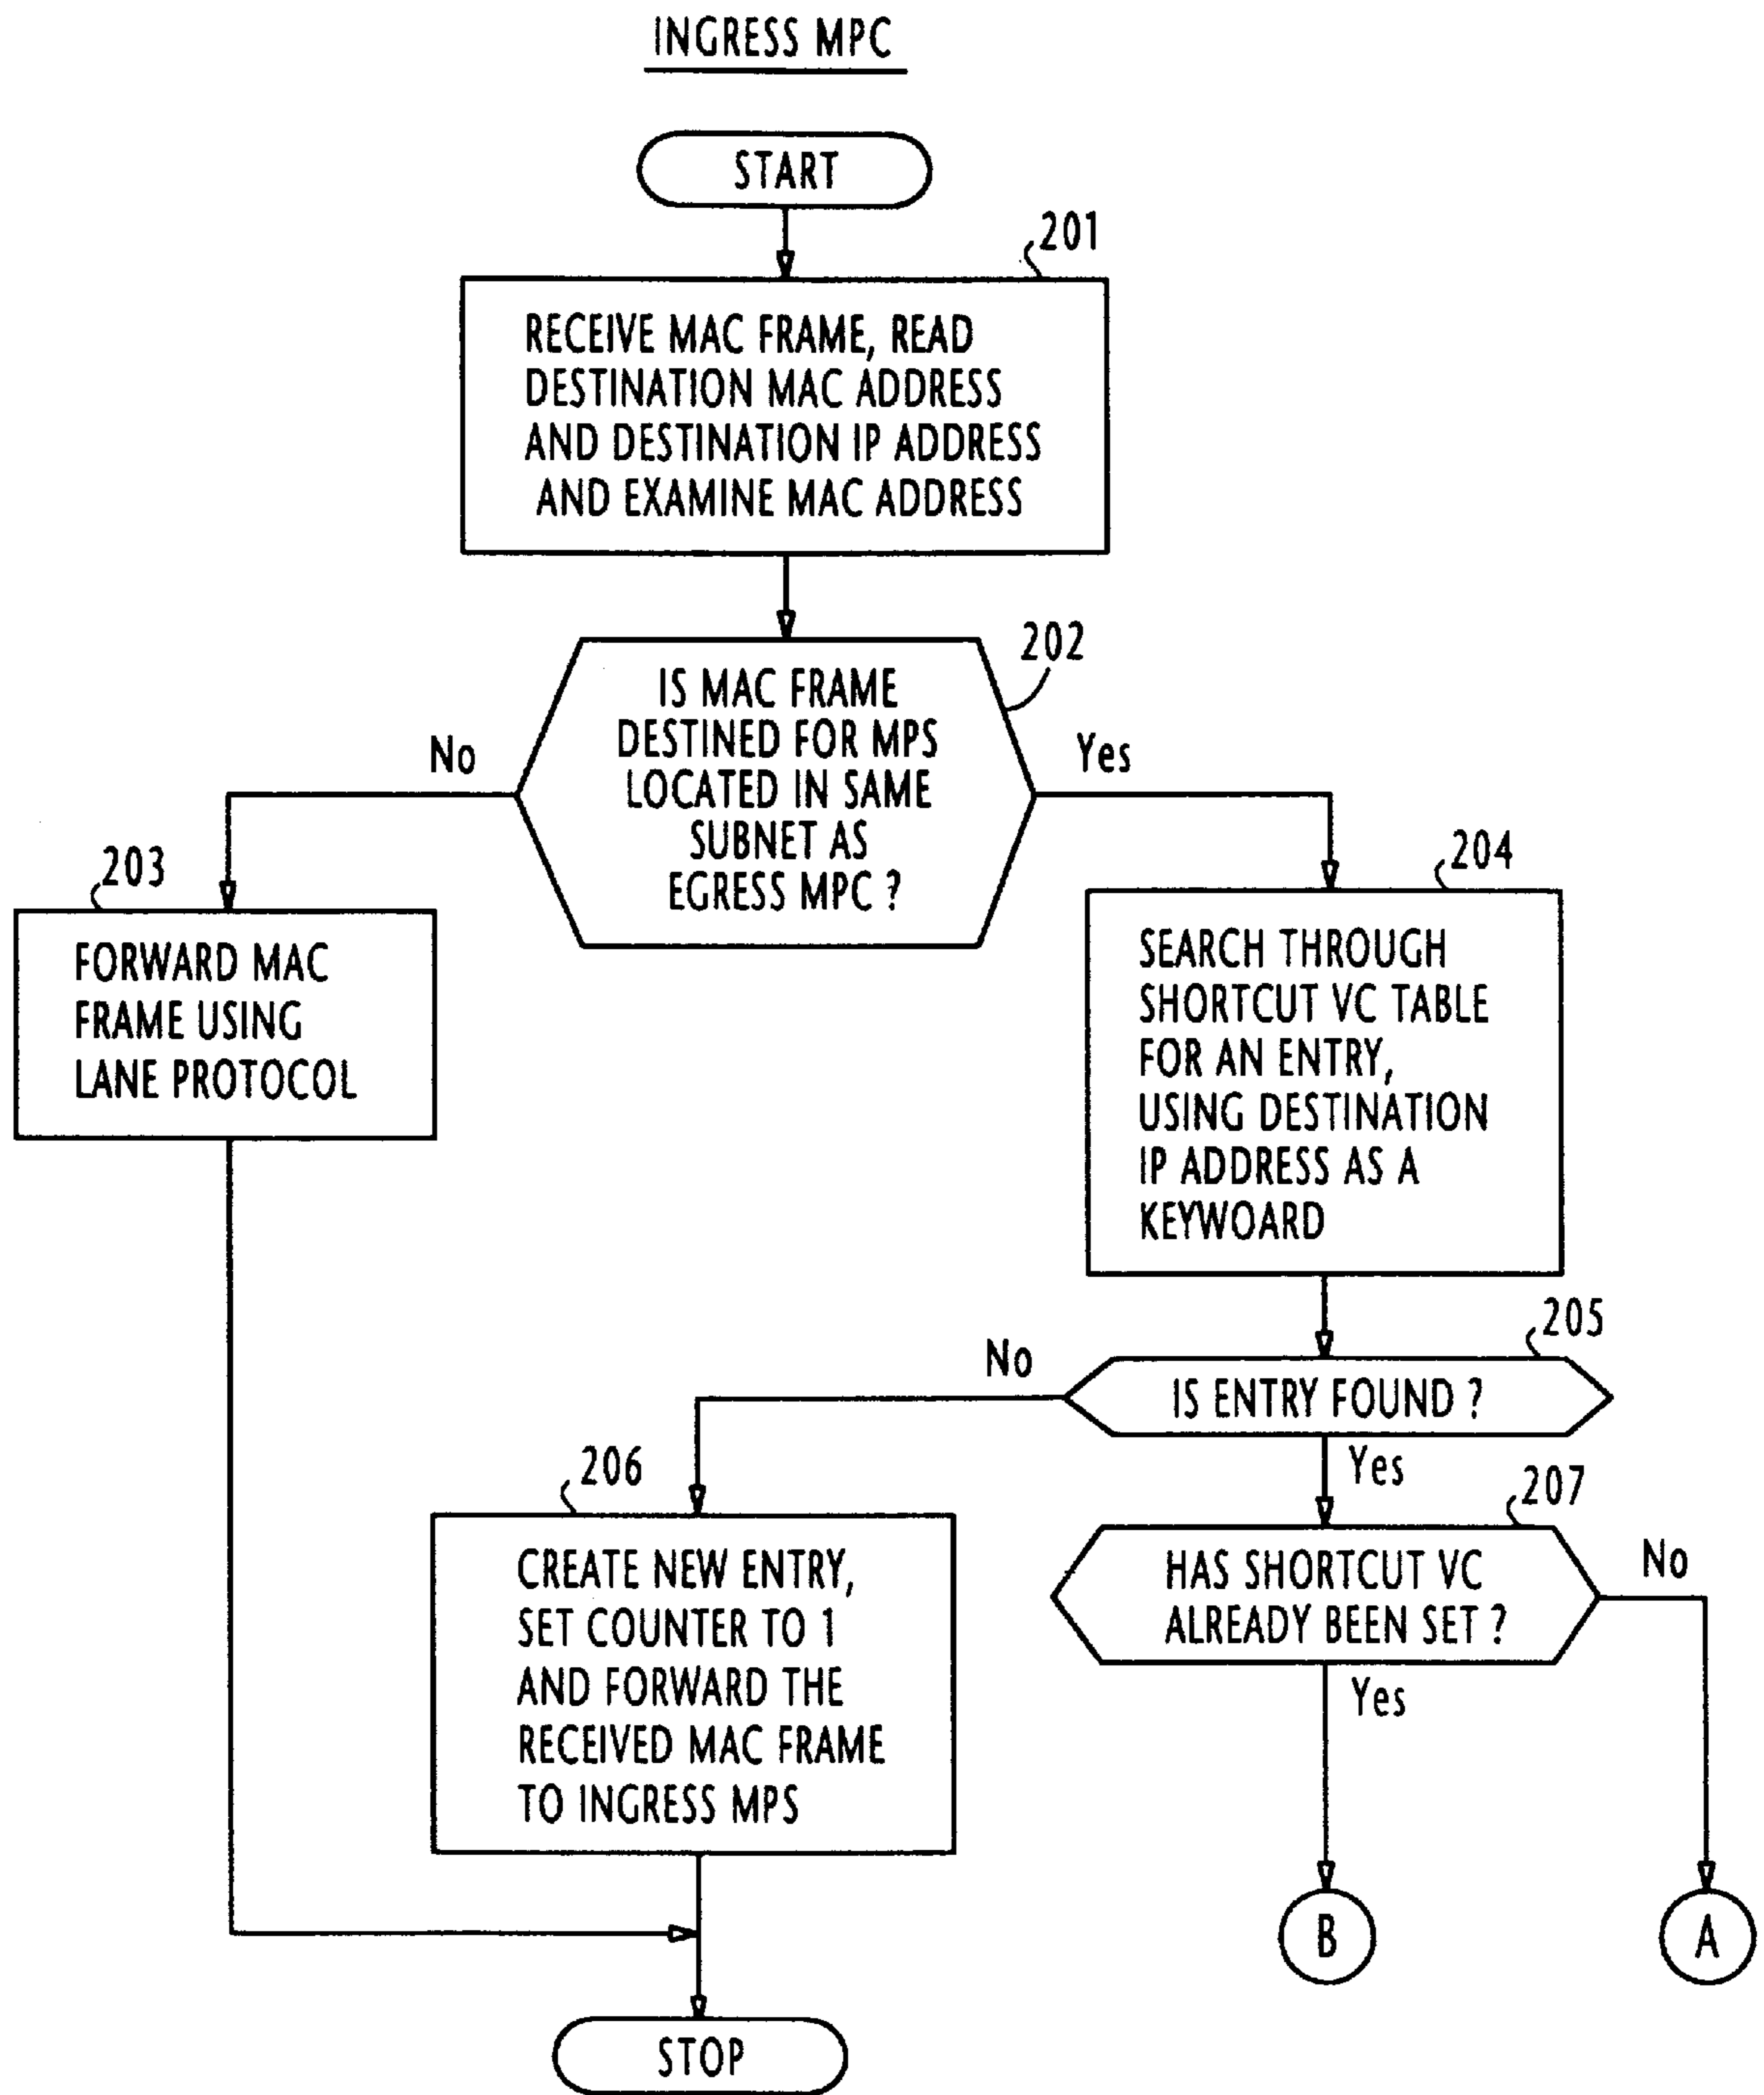 INGRESS MPC
START
201
RECEIVE MAC FRAME, READ
DESTINATION MAC ADDRESS
AND DESTINATION IP ADDRESS
AND EXAMINE MAC ADDRESS
202
IS MAC FRAME
DESTINED FOR MPS
LOCATED IN SAME
SUBNET AS
EGRESS MPC ?
No
Yes
203
FORWARD MAC
FRAME USING
LANE PROTOCOL
204
SEARCH THROUGH
SHORTCUT VC TABLE
FOR AN ENTRY,
USING DESTINATION
IP ADDRESS AS A
KEYWOARD
205
IS ENTRY FOUND ?
No
Yes
206
CREATE NEW ENTRY,
SET COUNTER TO 1
AND FORWARD THE
RECEIVED MAC FRAME
TO INGRESS MPS
207
HAS SHORTCUT VC
ALREADY BEEN SET ?
No
Yes
B
A
STOP